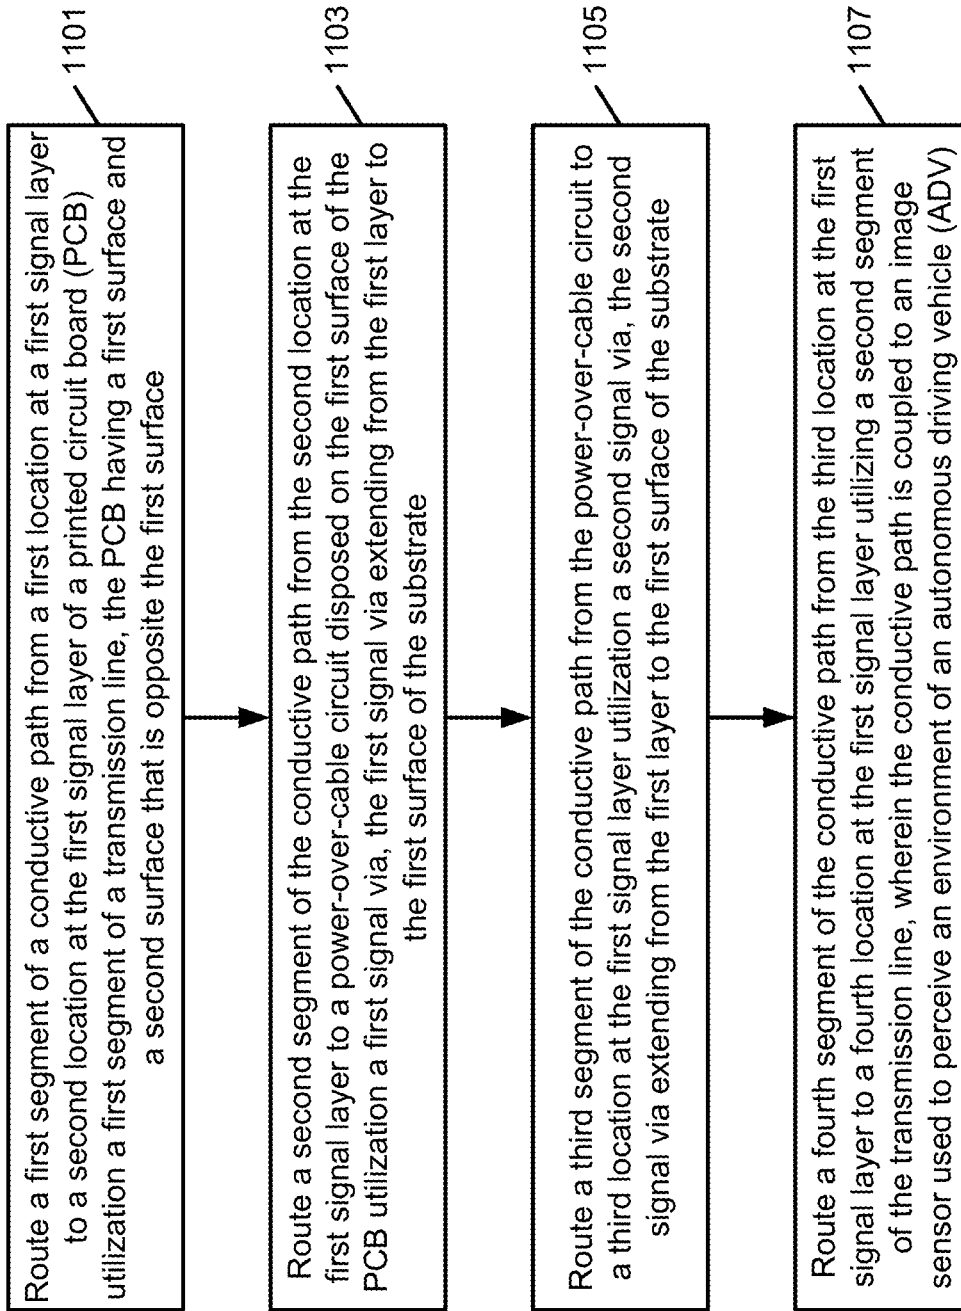 Route a first segment of a conductive path from a first location at a first signal layer
to a second location at the first signal layer of a printed circuit board (PCB)
utilization a first segment of a transmission line, the PCB having a first surface and
a second surface that is opposite the first surface
1101
Route a second segment of the conductive path from the second location at the
first signal layer to a power-over-cable circuit disposed on the first surface of the
PCB utilization a first signal via, the first signal via extending from the first layer to
the first surface of the substrate
1103
Route a third segment of the conductive path from the power-over-cable circuit to
a third location at the first signal layer utilization a second signal via, the second
signal via extending from the first layer to the first surface of the substrate
1105
Route a fourth segment of the conductive path from the third location at the first
signal layer to a fourth location at the first signal layer utilizing a second segment
of the transmission line, wherein the conductive path is coupled to an image
sensor used to perceive an environment of an autonomous driving vehicle (ADV)
1107